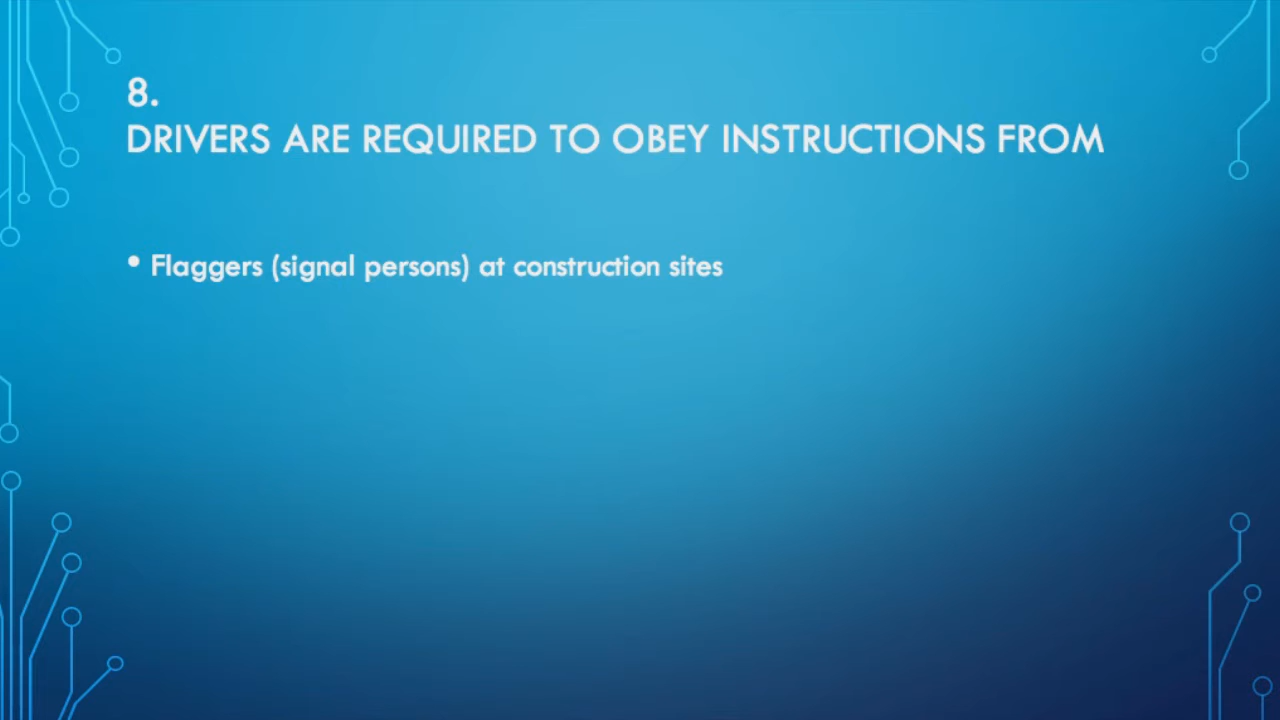 8.
DRIVERS ARE REQUIRED TO OBEY INSTRUCTIONS FROM
• Flaggers (signal persons) at construction sites